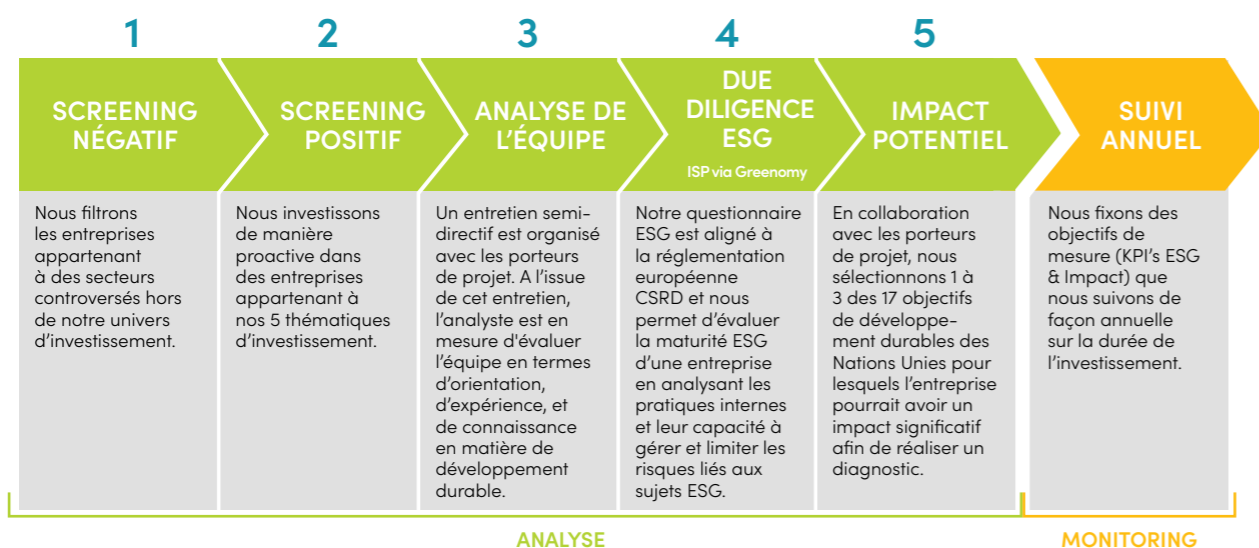 1
SCREENING
NÉGATIF
Nous filtrons
les entreprises
appartenant
à des secteurs
controversés hors
de notre univers
d’investissement.
2
SCREENING
POSITIF
Nous investissons
de manière
proactive dans
des entreprises
appartenant à
nos 5 thématiques
d’investissement.
3
ANALYSE DE
L’ÉQUIPE
Un entretien semi-
directif est organisé
avec les porteurs
de projet. A l’issue
de cet entretien,
l’analyste est en
mesure d'évaluer
l’équipe en termes
d’orientation,
d’expérience, et
de connaissance
en matière de
développement
durable.
4
DUE
DILIGENCE
ESG
ISP via Greenomy
Notre questionnaire
ESG est aligné à
la réglementation
européenne
CSRD et nous
permet d’évaluer
la maturité ESG
d’une entreprise
en analysant les
pratiques internes
et leur capacité à
gérer et limiter les
risques liés aux
sujets ESG.
5
IMPACT
POTENTIEL
En collaboration
avec les porteurs
de projet, nous
sélectionnons 1 à
3 des 17 objectifs
de développe-
ment durables des
Nations Unies pour
lesquels l’entreprise
pourrait avoir un
impact significatif
afin de réaliser un
diagnostic.
SUIVI
ANNUEL
Nous fixons des
objectifs de
mesure (KPI’s ESG
& Impact) que
nous suivons de
façon annuelle
sur la durée de
l’investissement.
ANALYSE
MONITORING